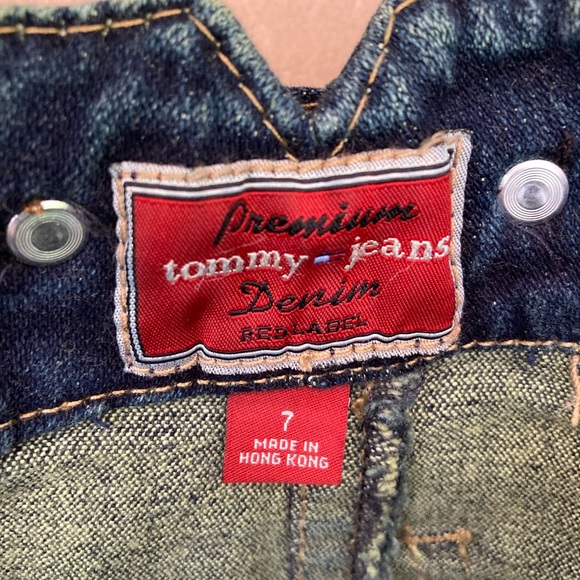 Premium
tommy jeans
Denim
RED LABEL
7
MADE IN
HONG KONG